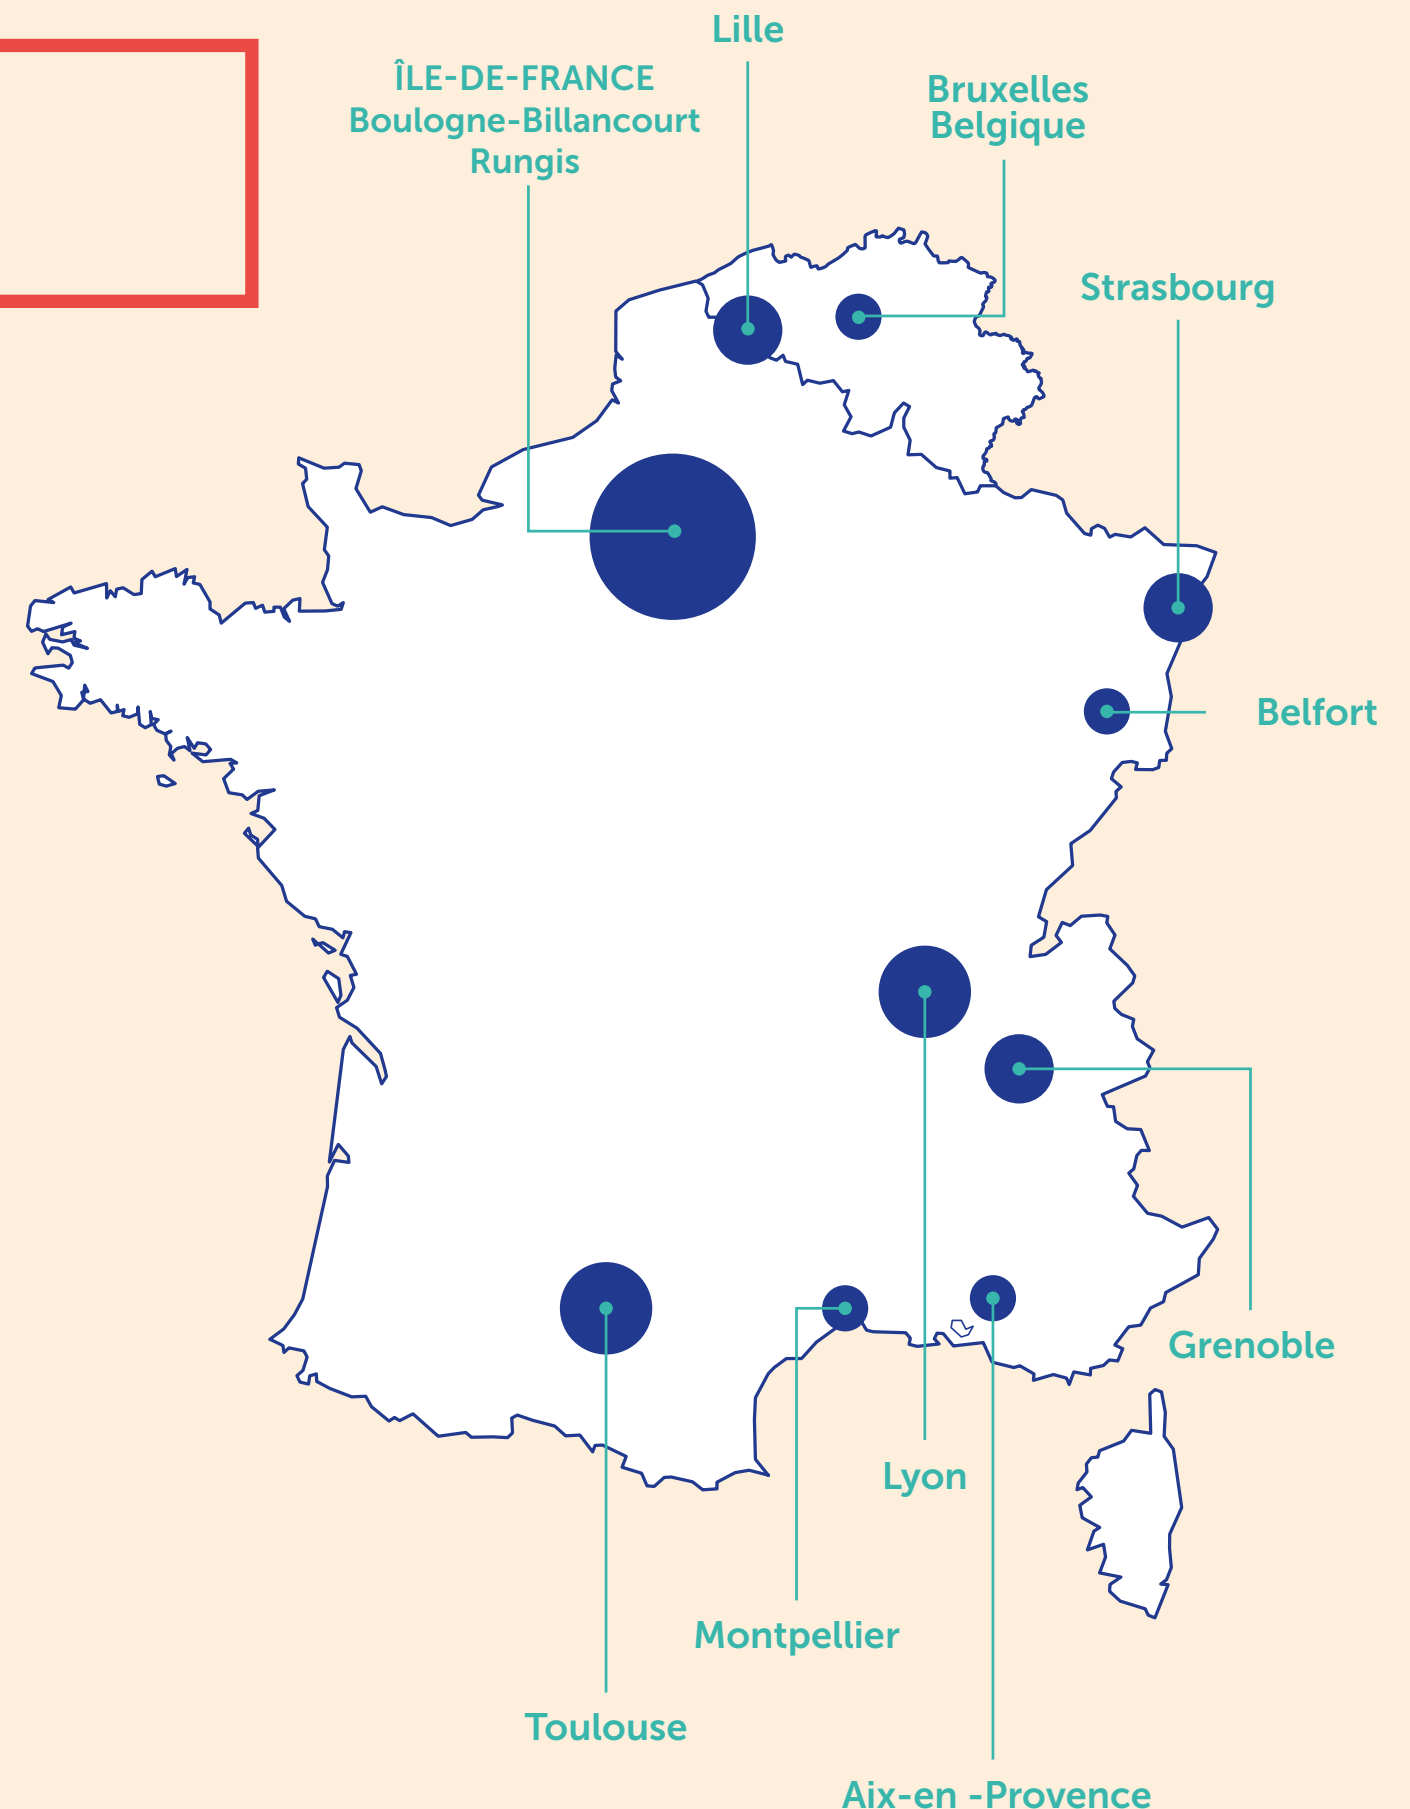 Lille
ÎLE-DE-FRANCE
Boulogne-Billancourt
Rungis
Bruxelles
Belgique
Strasbourg
Belfort
Grenoble
Lyon
Montpellier
Toulouse
Aix-en -Provence